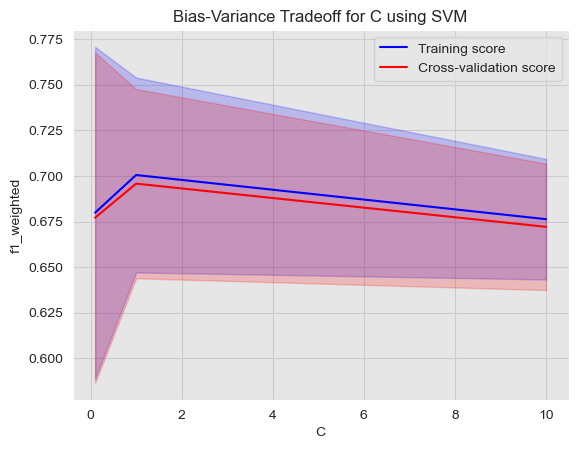 Bias-Variance Tradeoff for C using SVM
Training score
Cross-validation score
f1_weighted
0.775
0.750
0.725
0.700
0.675
0.650
0.625
0.600
0 2 4 6 8 10
C